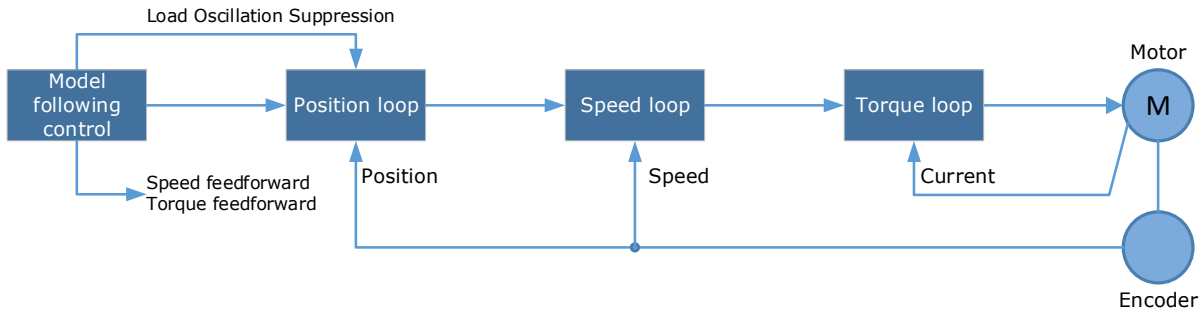 Load Oscillation Suppression
Motor
Model
following
control
Position loop
Speed loop
Torque loop
M
Position
Speed
Current
Speed feedforward
Torque feedforward
Encoder